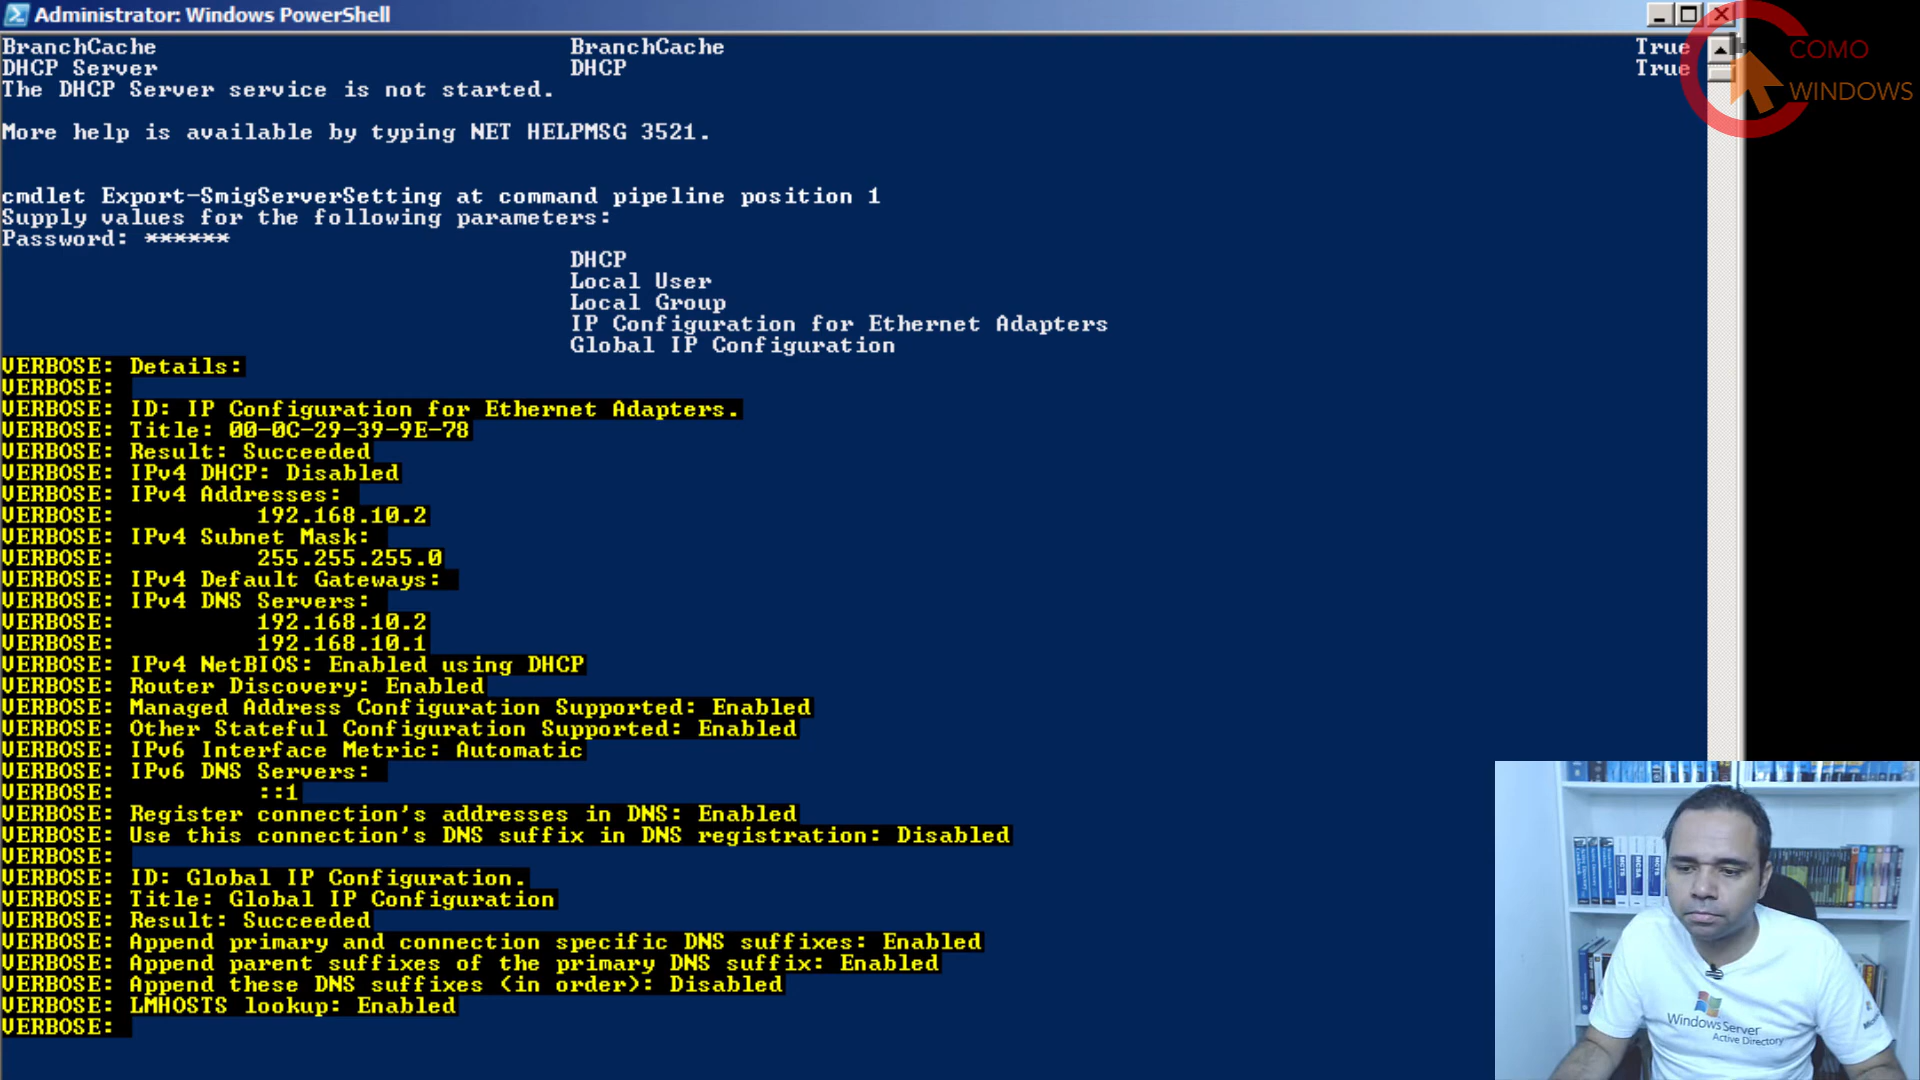 Administrator: Windows PowerShell
BranchCache BranchCache True
DHCP Server DHCP True
The DHCP Server service is not started.
More help is available by typing NET HELPMSG 3521.
cmdlet Export-SmigServerSetting at command pipeline position 1
Supply values for the following parameters:
Password: ******
DHCP
Local User
Local Group
IP Configuration for Ethernet Adapters
Global IP Configuration
VERBOSE: Details:
VERBOSE:
VERBOSE: ID: IP Configuration for Ethernet Adapters.
VERBOSE: Title: 00-0C-29-39-9E-78
VERBOSE: Result: Succeeded
VERBOSE: IPv4 DHCP: Disabled
VERBOSE: IPv4 Addresses:
VERBOSE: 192.168.10.2
VERBOSE: IPv4 Subnet Mask:
VERBOSE: 255.255.255.0
VERBOSE: IPv4 Default Gateways:
VERBOSE: IPv4 DNS Servers:
VERBOSE: 192.168.10.2
VERBOSE: 192.168.10.1
VERBOSE: IPv4 NetBIOS: Enabled using DHCP
VERBOSE: Router Discovery: Enabled
VERBOSE: Managed Address Configuration Supported: Enabled
VERBOSE: Other Stateful Configuration Supported: Enabled
VERBOSE: IPv6 Interface Metric: Automatic
VERBOSE: IPv6 DNS Servers:
VERBOSE: ::1
VERBOSE: Register connection's addresses in DNS: Enabled
VERBOSE: Use this connection's DNS suffix in DNS registration: Disabled
VERBOSE:
VERBOSE: ID: Global IP Configuration.
VERBOSE: Title: Global IP Configuration
VERBOSE: Result: Succeeded
VERBOSE: Append primary and connection specific DNS suffixes: Enabled
VERBOSE: Append parent suffixes of the primary DNS suffix: Enabled
VERBOSE: Append these DNS suffixes (in order): Disabled
VERBOSE: LMHOSTS lookup: Enabled
VERBOSE:
COMO
WINDOWS
MCSA
MCTS
Windows Server
Active Directory